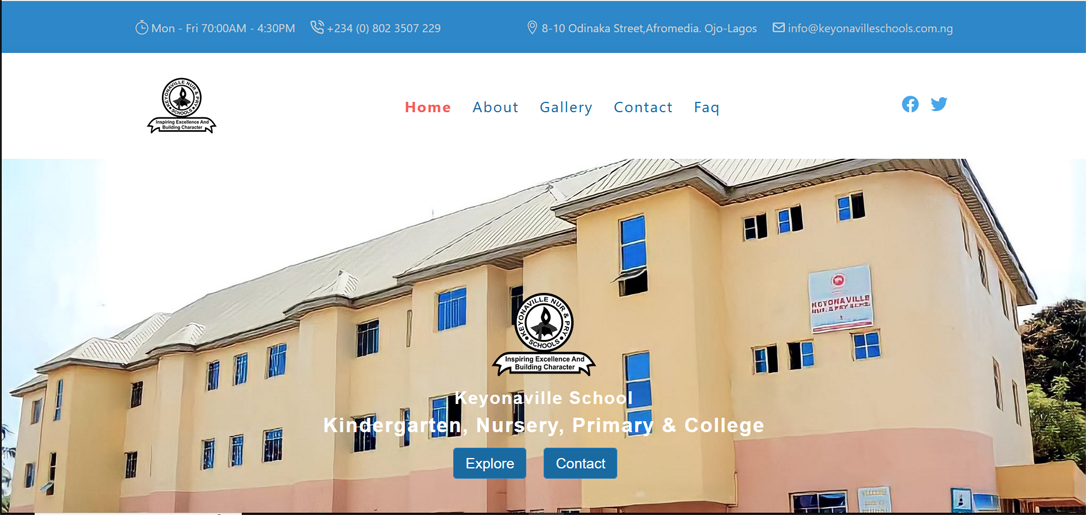 Mon - Fri 70:00AM - 4:30PM +234 (0) 802 3507 229 8-10 Odinaka Street,Afromedia. Ojo-Lagos info@keyonavilleschools.com.ng
KEYONAVILLE NUR & PRY
SCHOOLS
Inspiring Excellence And
Building Character
Home About Gallery Contact Faq
KEYONAVILLE
NUR. & PRY SCHS
KEYONAVILLE NUR & PRY
SCHOOLS
Inspiring Excellence And
Building Character
Keyonaville School
Kindergarten, Nursery, Primary & College
Explore Contact